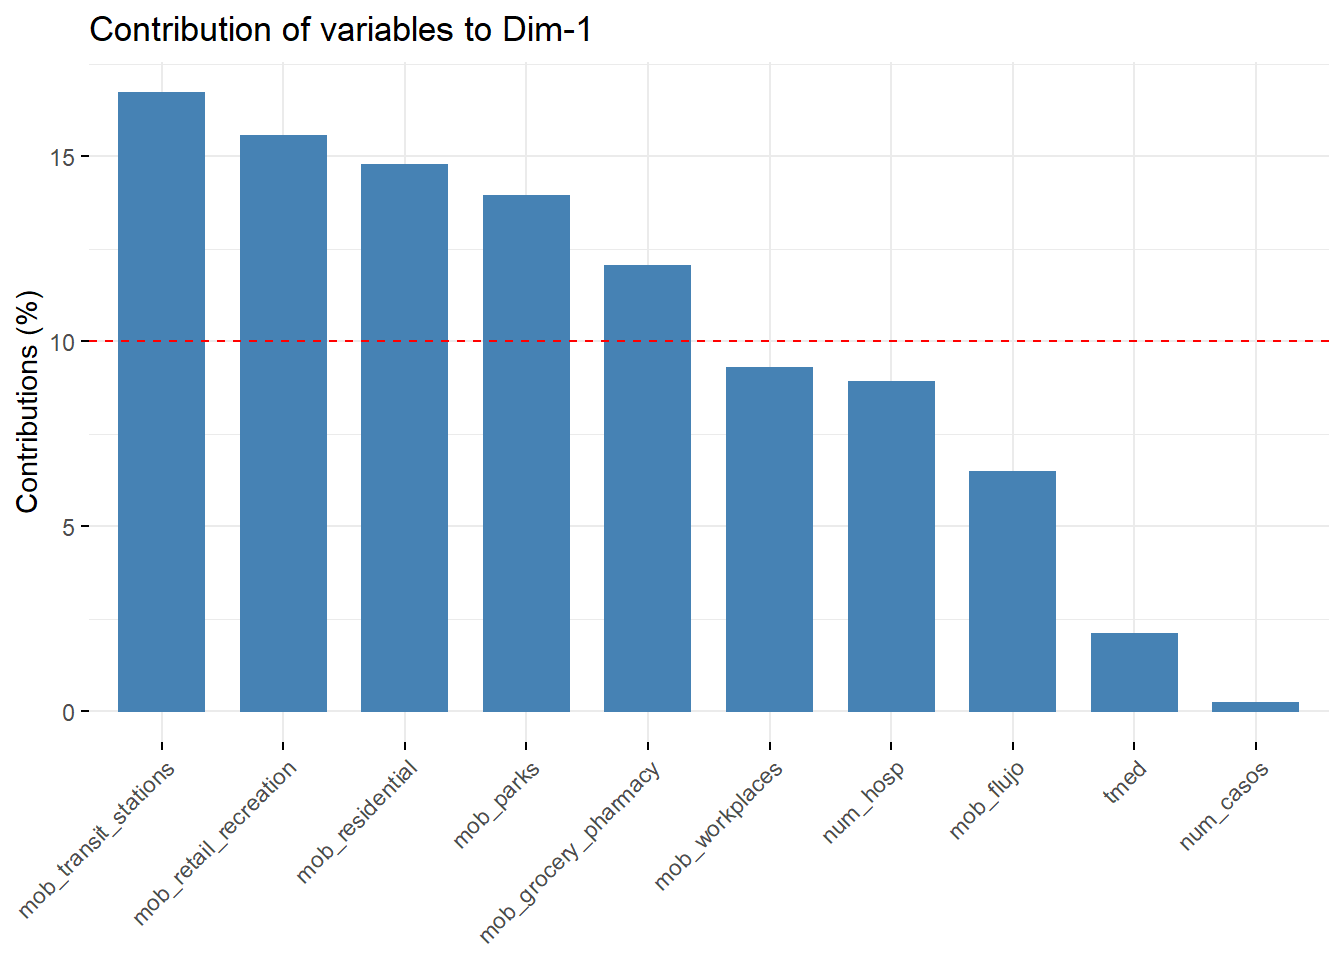 Contribution of variables to Dim-1
Contributions (%)
15
10
5
0
mob_transit_stations
mob_retail_recreation
mob_residential
mob_parks
mob_grocery_pharmacy
mob_workplaces
num_hosp
mob_flujo
tmed
num_casos